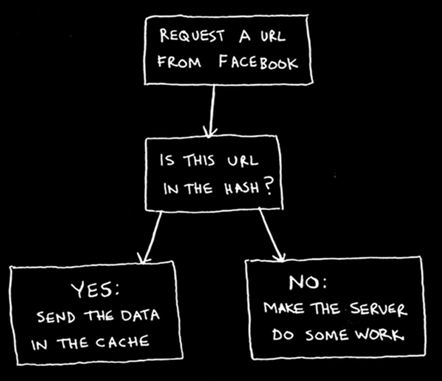 REQUEST A URL
FROM FACEBOOK
IS THIS URL
IN THE HASH?
YES:
SEND THE DATA
IN THE CACHE
NO:
MAKE THE SERVER
DO SOME WORK